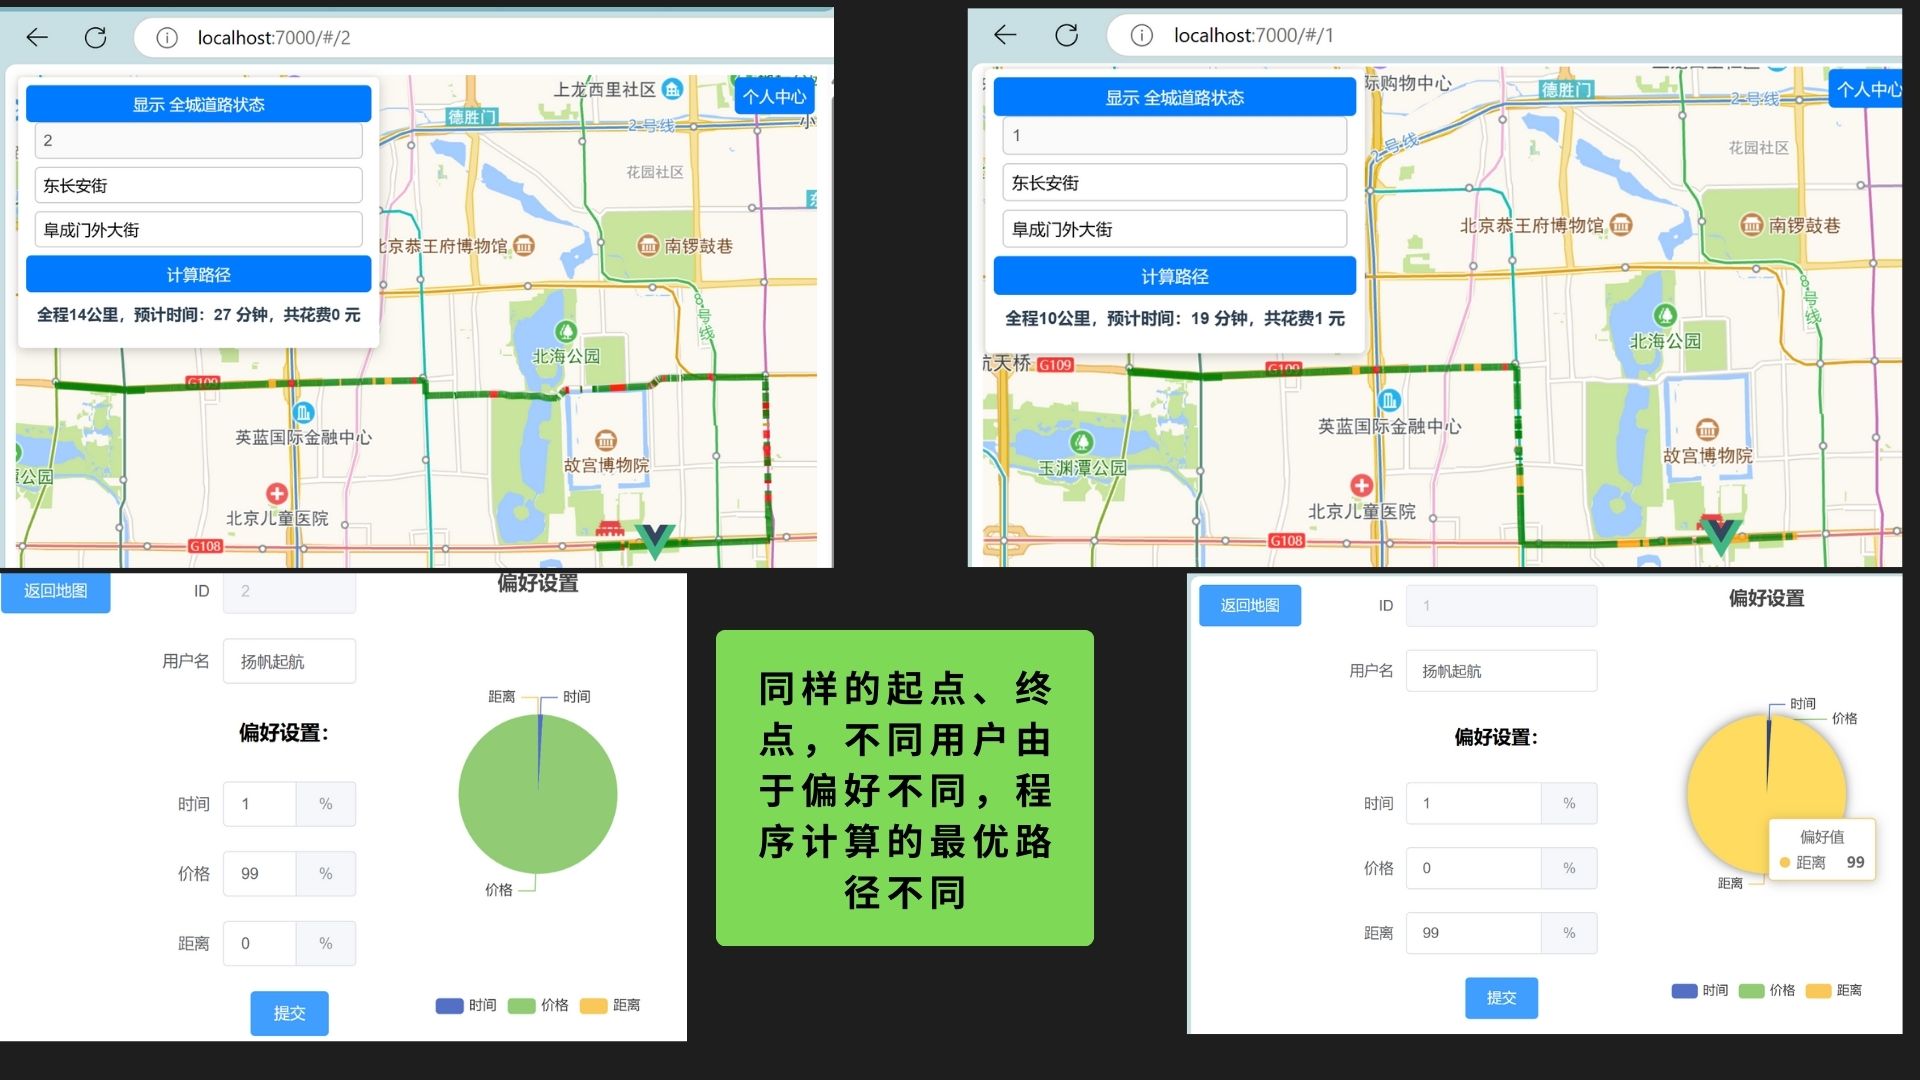 localhost:7000/#/2
显示 全城道路状态
2
东长安街
阜成门外大街
计算路径
全程14公里，预计时间：27 分钟，共花费0 元
上龙西里社区
个人中心
德胜门
2号线
小
花园社区
北京恭王府博物馆
南锣鼓巷
8号线
北海公园
G109
英蓝国际金融中心
故宫博物院
公园
北京儿童医院
G108
localhost:7000/#/1
显示 全城道路状态
1
东长安街
阜成门外大街
计算路径
全程10公里，预计时间：19 分钟，共花费1 元
际购物中心
德胜门
2号线
个人中心
2号线
花园社区
北京恭王府博物馆
南锣鼓巷
8号线
北海公园
航天桥
G109
G109
英蓝国际金融中心
故宫博物院
玉渊潭公园
北京儿童医院
G108
返回地图
ID
2
偏好设置
用户名
扬帆起航
距离
时间
偏好设置：
时间
1
%
价格
99
%
价格
距离
0
%
提交
时间
价格
距离
同样的起点、终
点，不同用户由
于偏好不同，程
序计算的最优路
径不同
返回地图
ID
1
偏好设置
用户名
扬帆起航
时间
价格
偏好设置：
时间
1
%
偏好值
距离 99
价格
0
%
距离
距离
99
%
提交
时间
价格
距离